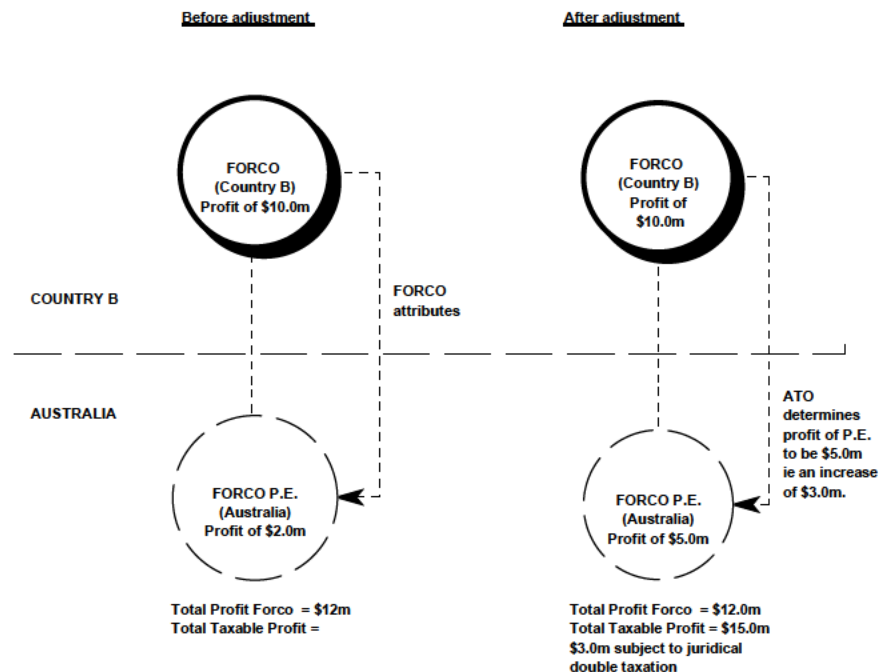 Before adjustment
After adjustment
FORCO
(Country B)
Profit of $10.0m
FORCO
(Country B)
Profit of
$10.0m
COUNTRY B
FORCO
attributes
AUSTRALIA
ATO
determines
profit of P.E.
to be $5.0m
ie an increase
of $3.0m.
FORCO P.E.
(Australia)
Profit of $2.0m
FORCO P.E.
(Australia)
Profit of $5.0m
Total Profit Forco = $12m
Total Taxable Profit =
Total Profit Forco = $12.0m
Total Taxable Profit = $15.0m
$3.0m subject to juridical
double taxation